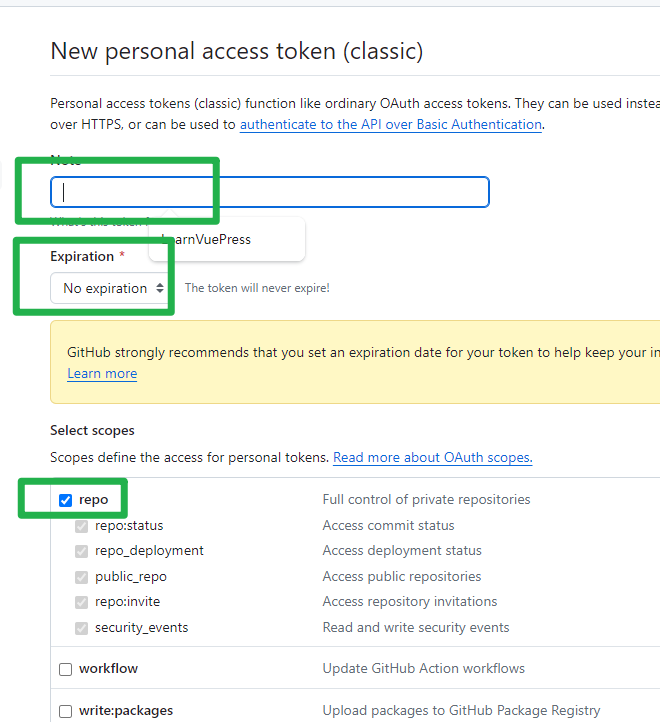 New personal access token (classic)
Personal access tokens (classic) function like ordinary OAuth access tokens. They can be used instea
over HTTPS, or can be used to authenticate to the API over Basic Authentication.
Note
What's this token
LearnVuePress
Expiration *
No expiration The token will never expire!
GitHub strongly recommends that you set an expiration date for your token to help keep your in
Learn more
Select scopes
Scopes define the access for personal tokens. Read more about OAuth scopes.
repo Full control of private repositories
repo:status Access commit status
repo_deployment Access deployment status
public_repo Access public repositories
repo:invite Access repository invitations
security_events Read and write security events
workflow Update GitHub Action workflows
write:packages Upload packages to GitHub Package Registry